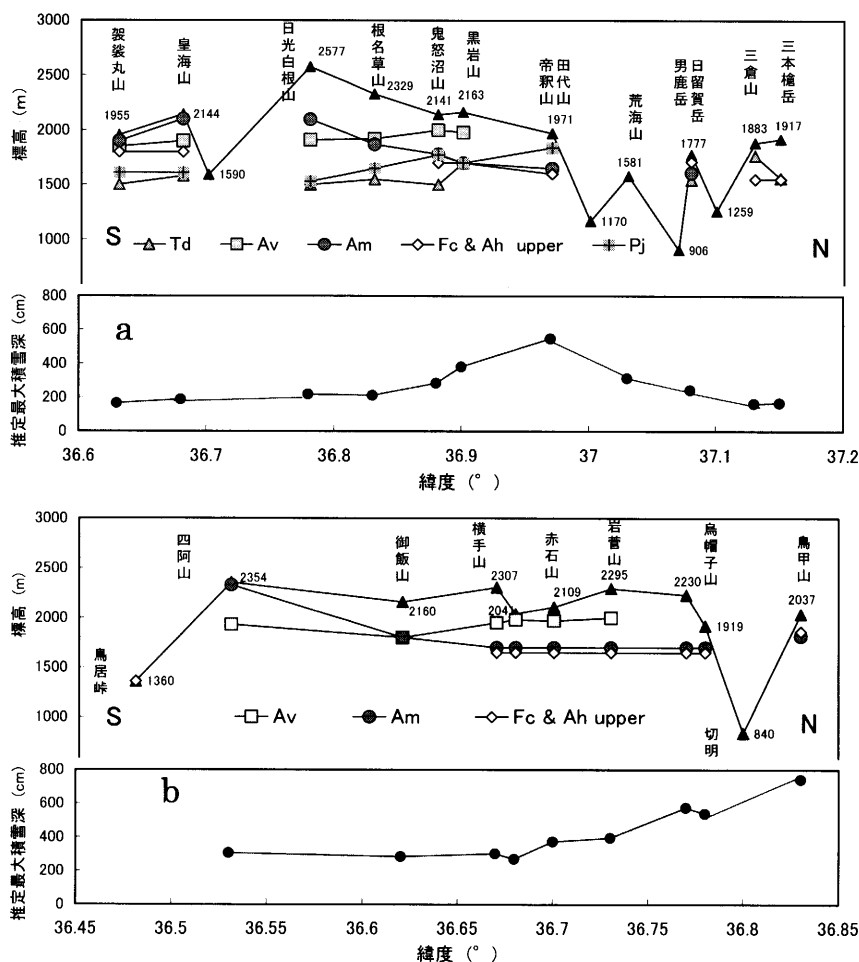 3000
2500
2000
1500
1000
標高 (m)
袈裟丸山
1955
皇海山
2144
1590
日光白根山
2577
根名草山
2329
鬼怒沼山
2141
黒岩山
2163
帝釈山
田代山
1971
1170
荒海山
1581
906
男鹿岳
日留賀岳
1777
1259
三倉山
1883
三本槍岳
1917
S
N
Td
Av
Am
Fc & Ah upper
Pj
a
800
600
400
200
0
推定最大積雪深 (cm)
36.6
36.7
36.8
36.9
37
37.1
37.2
緯度 (°)
3000
2500
2000
1500
1000
標高 (m)
鳥居峠
1360
四阿山
2354
御飯山
2160
横手山
2307
204
赤石山
2109
岩菅山
2295
2230
烏帽子山
1919
切明
840
鳥甲山
2037
S
N
Av
Am
Fc & Ah upper
b
800
600
400
200
0
推定最大積雪深 (cm)
36.45
36.5
36.55
36.6
36.65
36.7
36.75
36.8
36.85
緯度 (°)